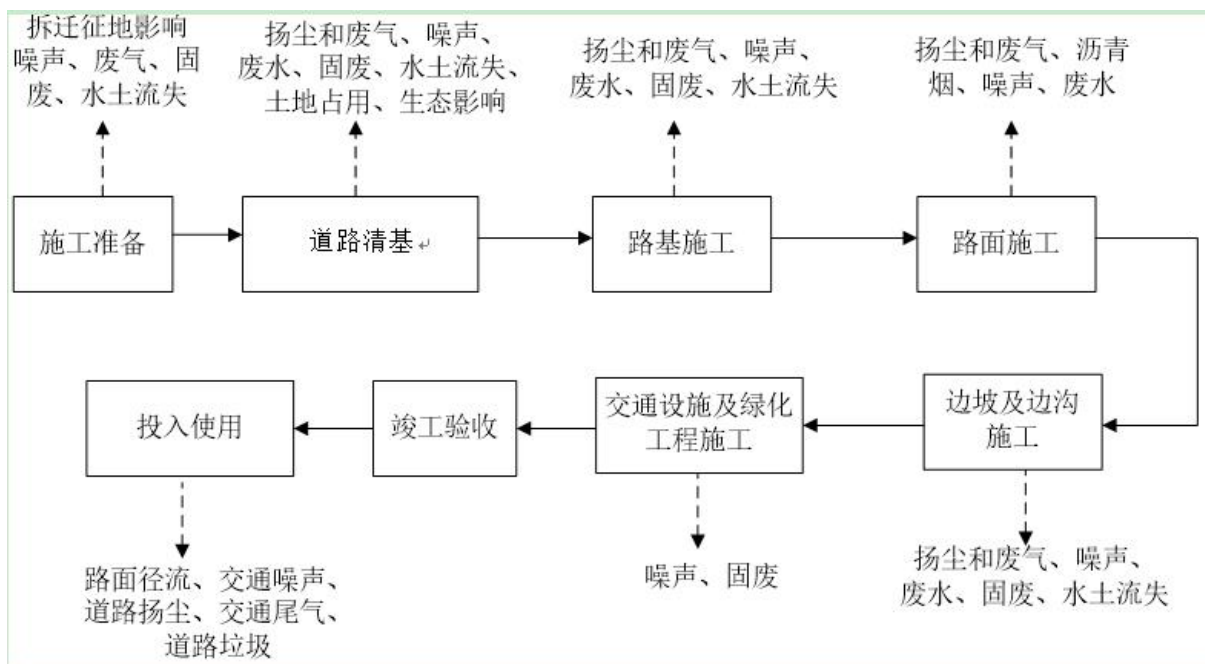 拆迁征地影响
噪声、废气、固
废、水土流失
扬尘和废气、噪声、
废水、固废、水土流失、
土地占用、生态影响
扬尘和废气、噪声、
废水、固废、水土流失
扬尘和废气、沥青
烟、噪声、废水
施工准备
道路清基↵
路基施工
路面施工
投入使用
竣工验收
交通设施及绿化
工程施工
边坡及边沟
施工
路面径流、交通噪声、
道路扬尘、交通尾气、
道路垃圾
噪声、固废
扬尘和废气、噪声、
废水、固废、水土流失